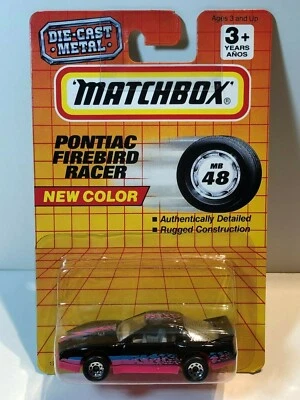 DIE-CAST
METAL
Ages 3 and Up
3+
YEARS
AÑOS
MATCHBOX®
PONTIAC
FIREBIRD
RACER
MB
48
NEW COLOR
■ Authentically Detailed
■ Rugged Construction